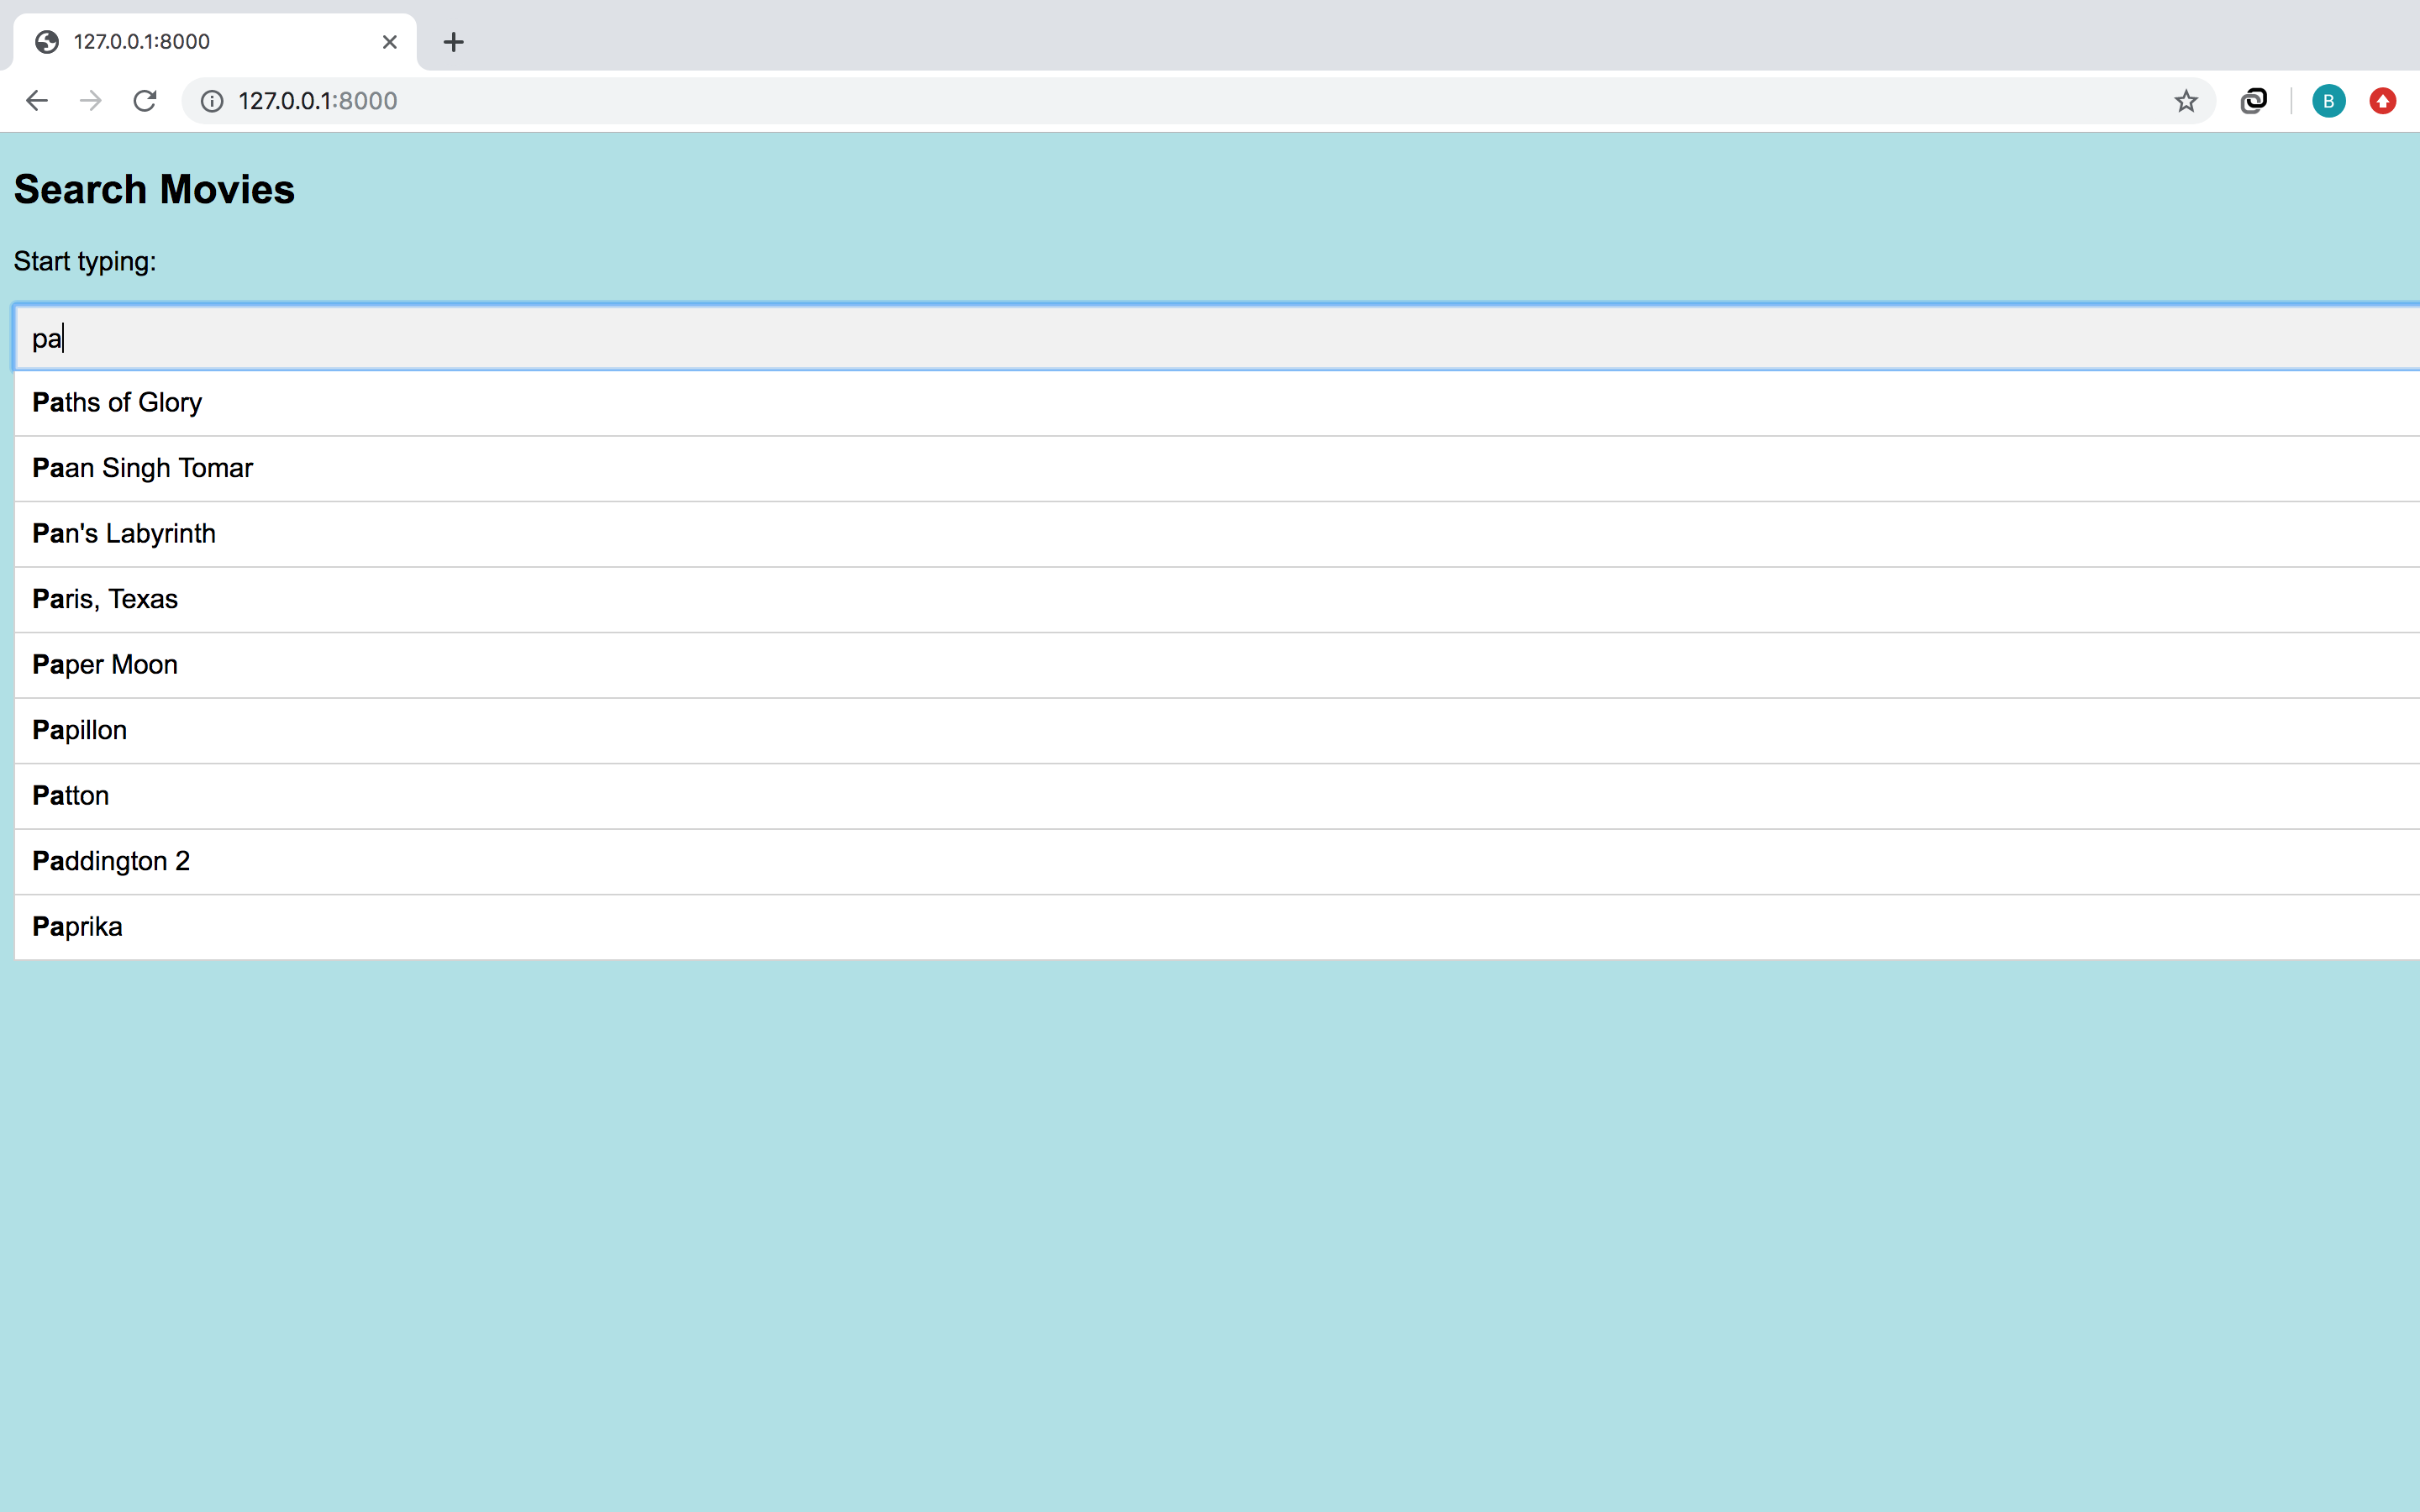 127.0.0.1:8000
127.0.0.1:8000
B
Search Movies
Start typing:
pa
Paths of Glory
Paan Singh Tomar
Pan's Labyrinth
Paris, Texas
Paper Moon
Papillon
Patton
Paddington 2
Paprika